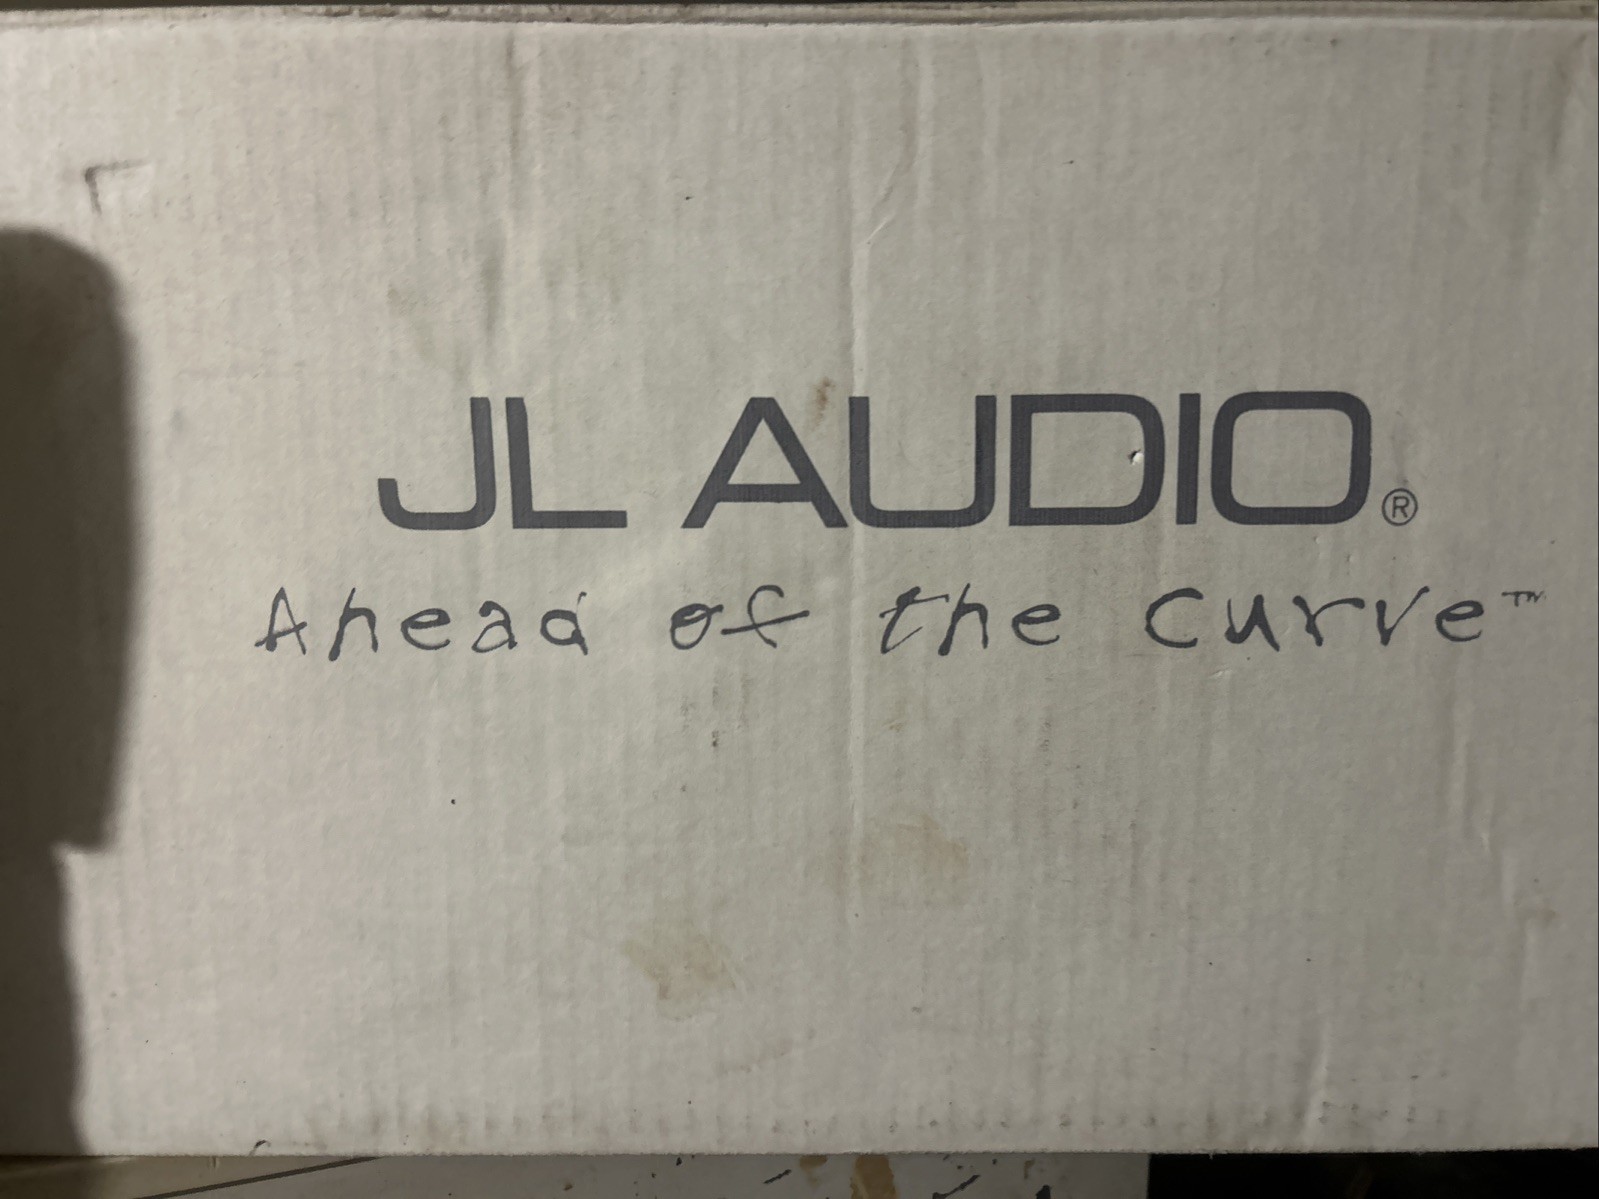 JL AUDIO®
Ahead of the Curve™